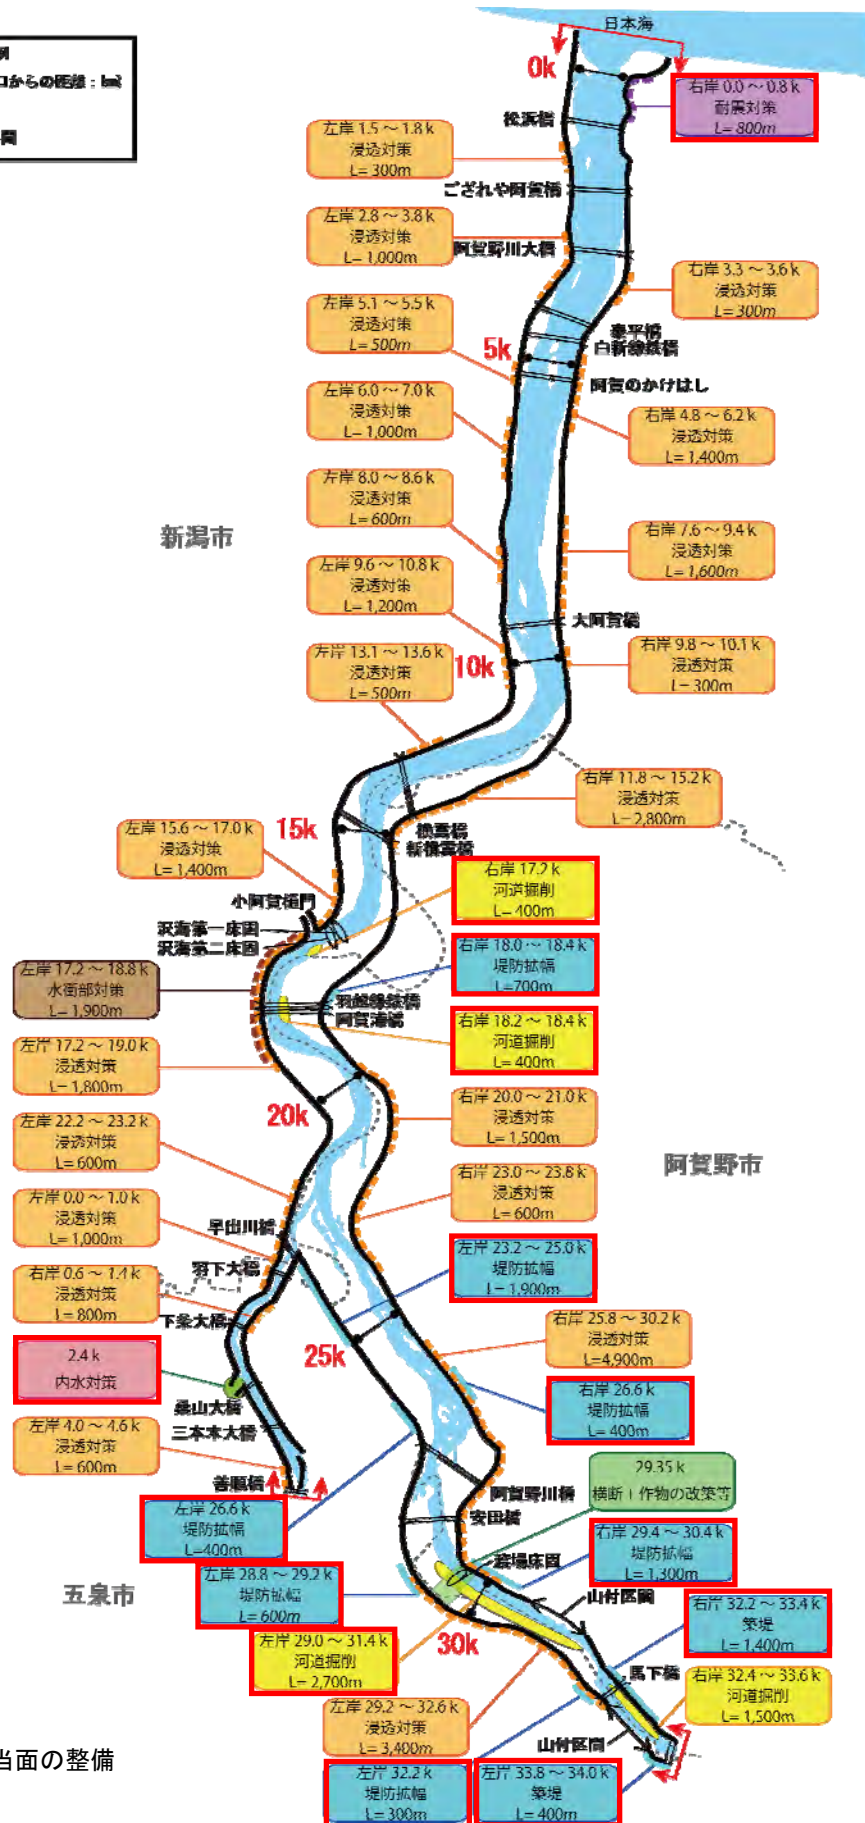 日本海
0k
口からの距離：km
間
右岸 0.0～0.8k
耐震対策
L=800m
松浜橋
左岸 1.5～1.8k
浸透対策
L=300m
ござれや阿賀橋
左岸 2.8～3.8k
浸透対策
L=1,000m
阿賀野川大橋
右岸 3.3～3.6k
浸透対策
L=300m
左岸 5.1～5.5k
浸透対策
L=500m
泰平橋
白新線鉄橋
5k
阿賀のかけはし
左岸 6.0～7.0k
浸透対策
L=1,000m
右岸 4.8～6.2k
浸透対策
L=1,400m
左岸 8.0～8.6k
浸透対策
L=600m
新潟市
右岸 7.6～9.4k
浸透対策
L=1,600m
左岸 9.6～10.8k
浸透対策
L=1,200m
大阿賀橋
左岸 13.1～13.6k
浸透対策
L=500m
10k
右岸 9.8～10.1k
浸透対策
L=300m
右岸 11.8～15.2k
浸透対策
L=2,800m
15k
横雲橋
新横雲橋
左岸 15.6～17.0k
浸透対策
L=1,400m
右岸 17.2k
河道掘削
L=400m
小阿賀樋門
沢海第一床固
沢海第二床固
右岸 18.0～18.4k
堤防拡幅
L=700m
左岸 17.2～18.8k
水衝部対策
L=1,900m
羽越線鉄橋
阿賀浦橋
右岸 18.2～18.4k
河道掘削
L=400m
左岸 17.2～19.0k
浸透対策
L=1,800m
20k
右岸 20.0～21.0k
浸透対策
L=1,500m
左岸 22.2～23.2k
浸透対策
L=600m
阿賀野市
右岸 23.0～23.8k
浸透対策
L=600m
左岸 0.0～1.0k
浸透対策
L=1,000m
早出川橋
左岸 23.2～25.0k
堤防拡幅
L=1,900m
羽下大橋
右岸 0.6～1.4k
浸透対策
L=800m
下条大橋
右岸 25.8～30.2k
浸透対策
L=4,900m
25k
2.4k
内水対策
右岸 26.6k
堤防拡幅
L=400m
桑山大橋
三本木大橋
左岸 4.0～4.6k
浸透対策
L=600m
善願橋
29.35k
横断工作物の改築等
阿賀野川橋
安田橋
左岸 26.6k
堤防拡幅
L=400m
右岸 29.4～30.4k
堤防拡幅
L=1,300m
渡場床固
左岸 28.8～29.2k
堤防拡幅
L=600m
五泉市
山付区間
右岸 32.2～33.4k
築堤
L=1,400m
左岸 29.0～31.4k
河道掘削
L=2,700m
30k
馬下橋
右岸 32.4～33.6k
河道掘削
L=1,500m
左岸 29.2～32.6k
浸透対策
L=3,400m
山付区間
当面の整備
左岸 32.2k
堤防拡幅
L=300m
左岸 33.8～34.0k
築堤
L=400m